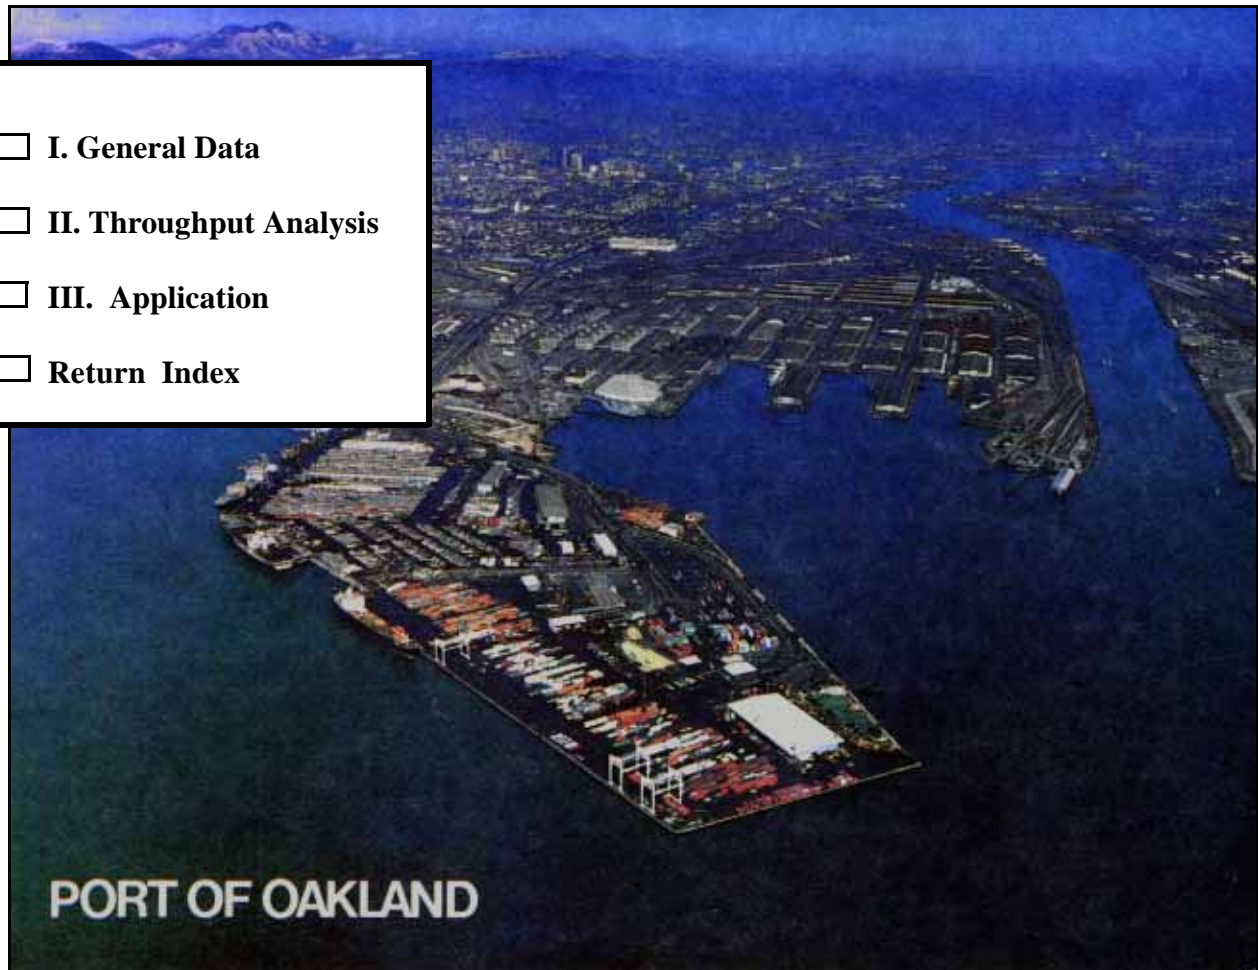 I. General Data
II. Throughput Analysis
III. Application
Return Index
PORT OF OAKLAND